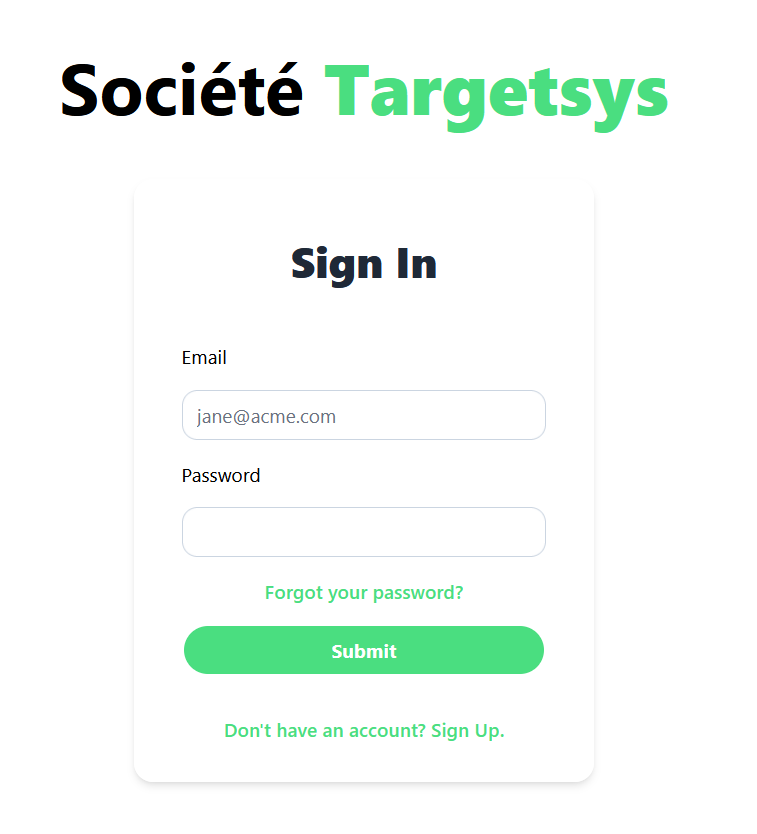 Société Targetsys
Sign In
Email
jane@acme.com
Password
Forgot your password?
Submit
Don't have an account? Sign Up.